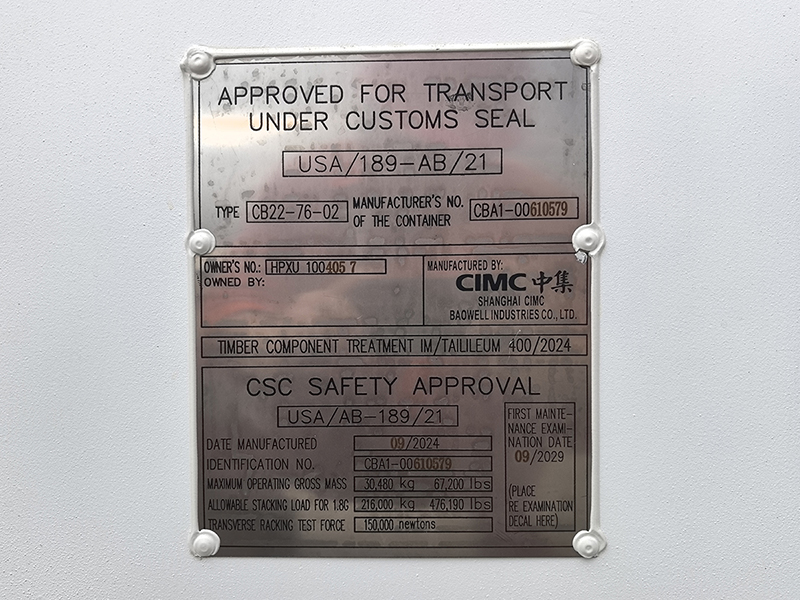 APPROVED FOR TRANSPORT
UNDER CUSTOMS SEAL
USA/189-AB/21
TYPE CB22-76-02 MANUFACTURER'S NO. OF THE CONTAINER CBA1-00610579
OWNER'S NO.: HPXU 100405 7
OWNED BY:
MANUFACTURED BY:
CIMC 中集
SHANGHAI CIMC
BAOWELL INDUSTRIES CO., LTD.
TIMBER COMPONENT TREATMENT IM/TAILILEUM 400/2024
CSC SAFETY APPROVAL
USA/AB-189/21
DATE MANUFACTURED 09/2024
IDENTIFICATION NO. CBA1-00610579
MAXIMUM OPERATING GROSS MASS 30,480 kg 67,200 lbs
ALLOWABLE STACKING LOAD FOR 1.8G 216,000 kg 476,190 lbs
TRANSVERSE RACKING TEST FORCE 150,000 newtons
FIRST MAINTE-
NANCE EXAMI-
NATION DATE
09/2029
(PLACE
RE EXAMINATION
DECAL HERE)